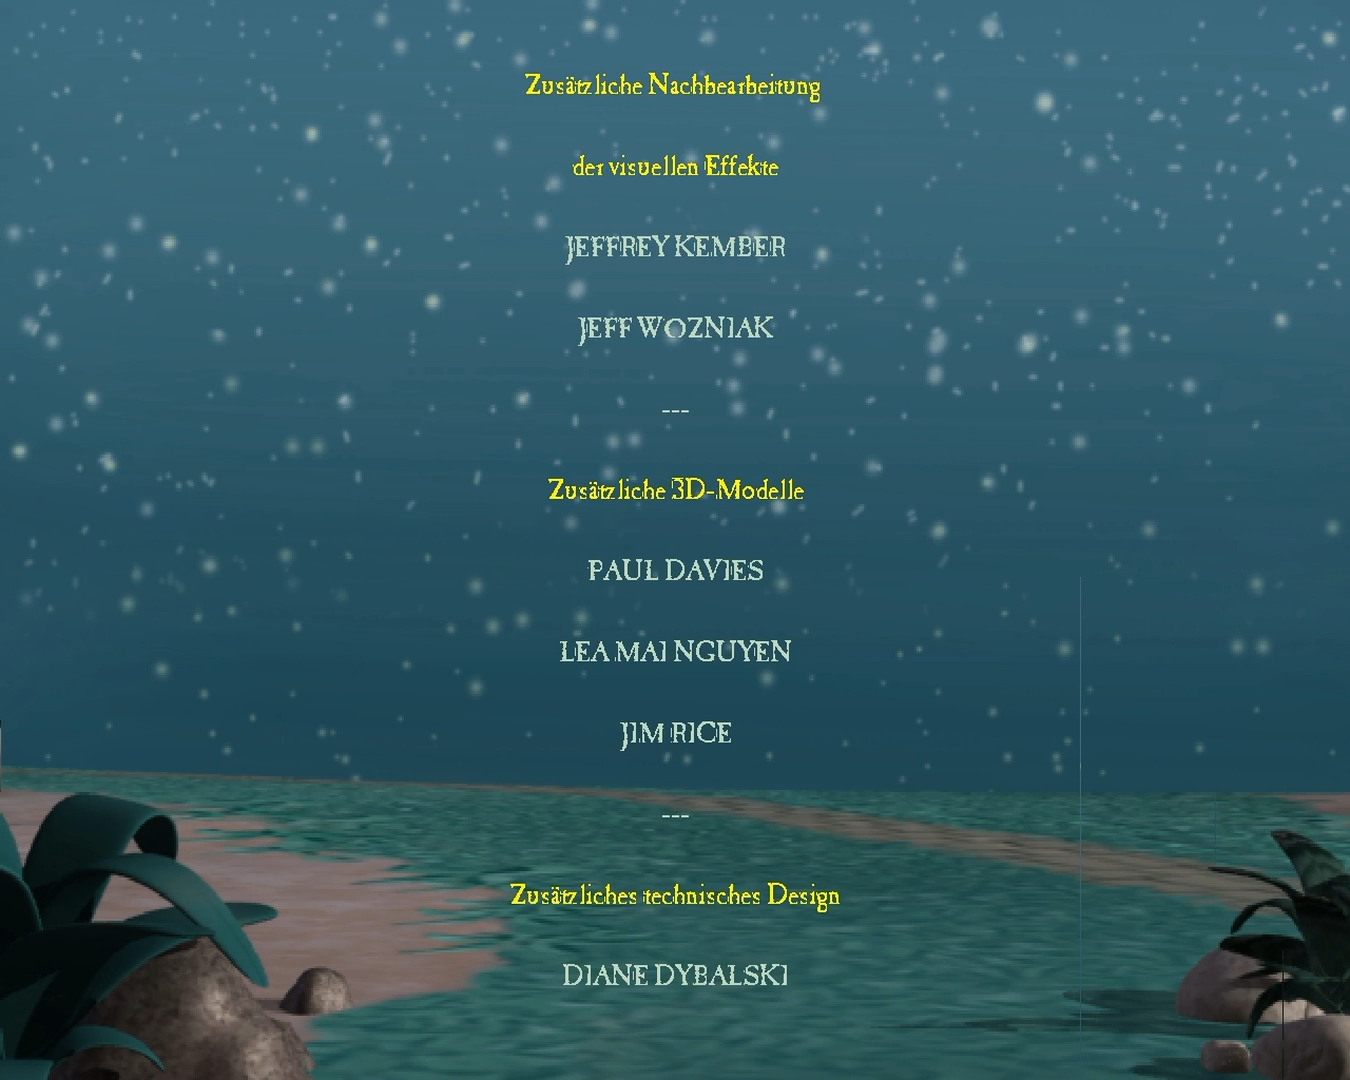 Zusätzliche Nachbearbeitung
der visuellen Effekte
JEFFREY KEMBER
JEFF WOZNIAK
---
Zusätzliche 3D-Modelle
PAUL DAVIES
LEA MAI NGUYEN
JIM RICE
---
Zusätzliches technisches Design
DIANE DYBALSKI